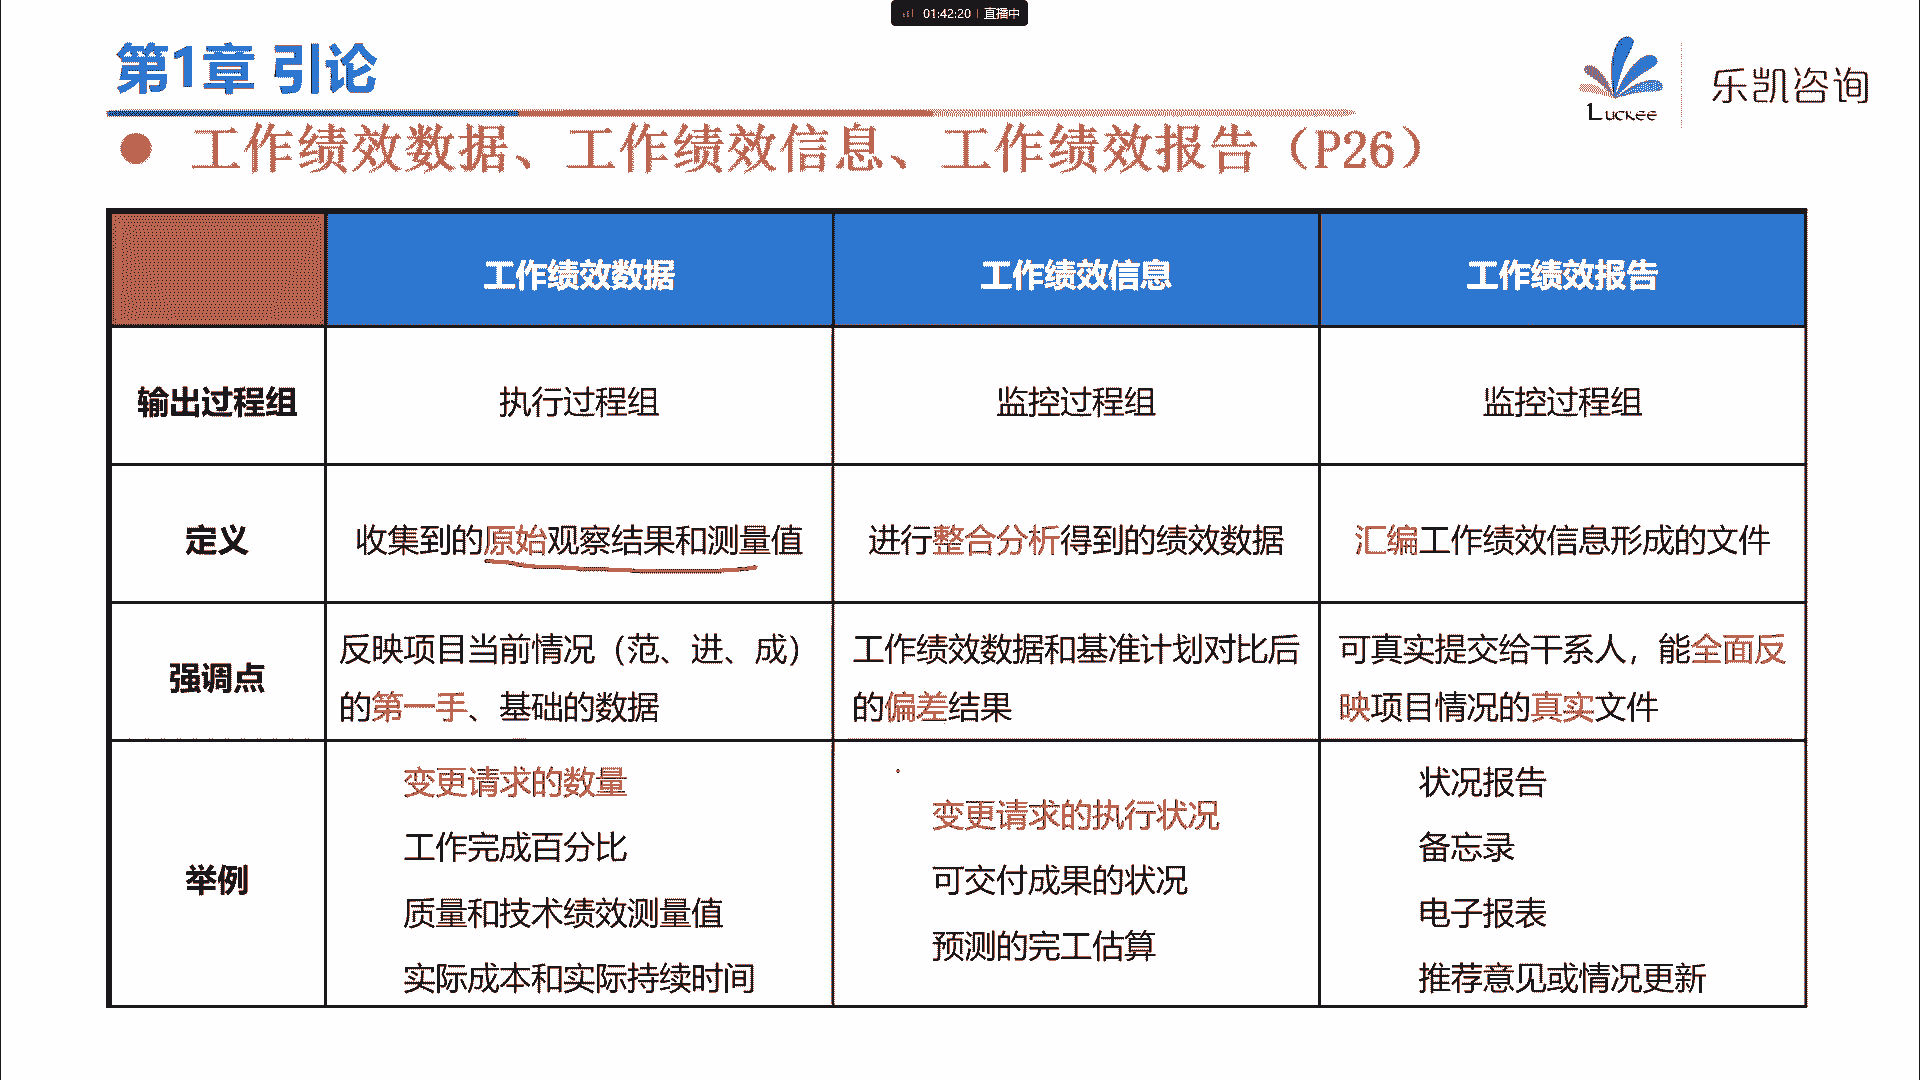 01:42:20 | 直播中
第1章 引论
Luckee
乐凯咨询
工作绩效数据、工作绩效信息、工作绩效报告（P26）
工作绩效数据
工作绩效信息
工作绩效报告
输出过程组
执行过程组
监控过程组
监控过程组
定义
收集到的原始观察结果和测量值
进行整合分析得到的绩效数据
汇编工作绩效信息形成的文件
强调点
反映项目当前情况（范、进、成）
的第一手、基础的数据
工作绩效数据和基准计划对比后
的偏差结果
可真实提交给干系人，能全面反
映项目情况的真实文件
举例
变更请求的数量
工作完成百分比
质量和技术绩效测量值
实际成本和实际持续时间
变更请求的执行状况
可交付成果的状况
预测的完工估算
状况报告
备忘录
电子报表
推荐意见或情况更新